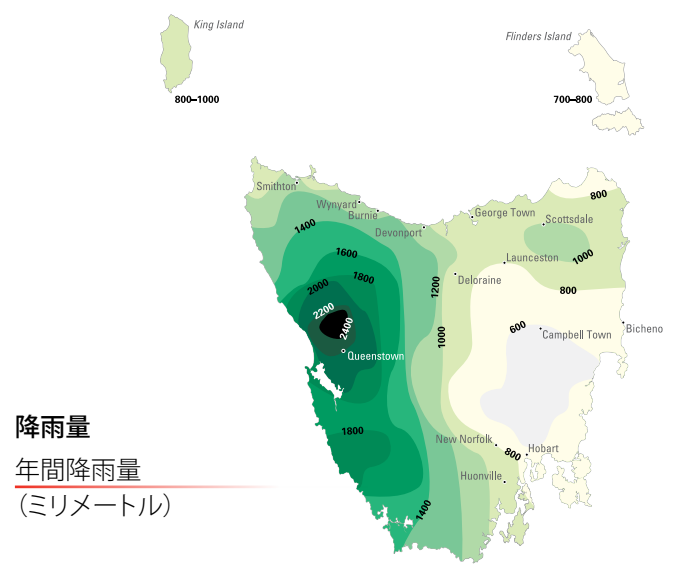 King Island
Flinders Island
800–1000
700–800
Smithton
800
Wynyard
Burnie
George Town
Scottsdale
1400
Devonport
1600
1000
Launceston
1800
Deloraine
2000
1200
800
2200
2400
600
Bicheno
1000
Campbell Town
Queenstown
降雨量
1800
New Norfolk
800
Hobart
年間降雨量
Huonville
(ミリメートル)
1400